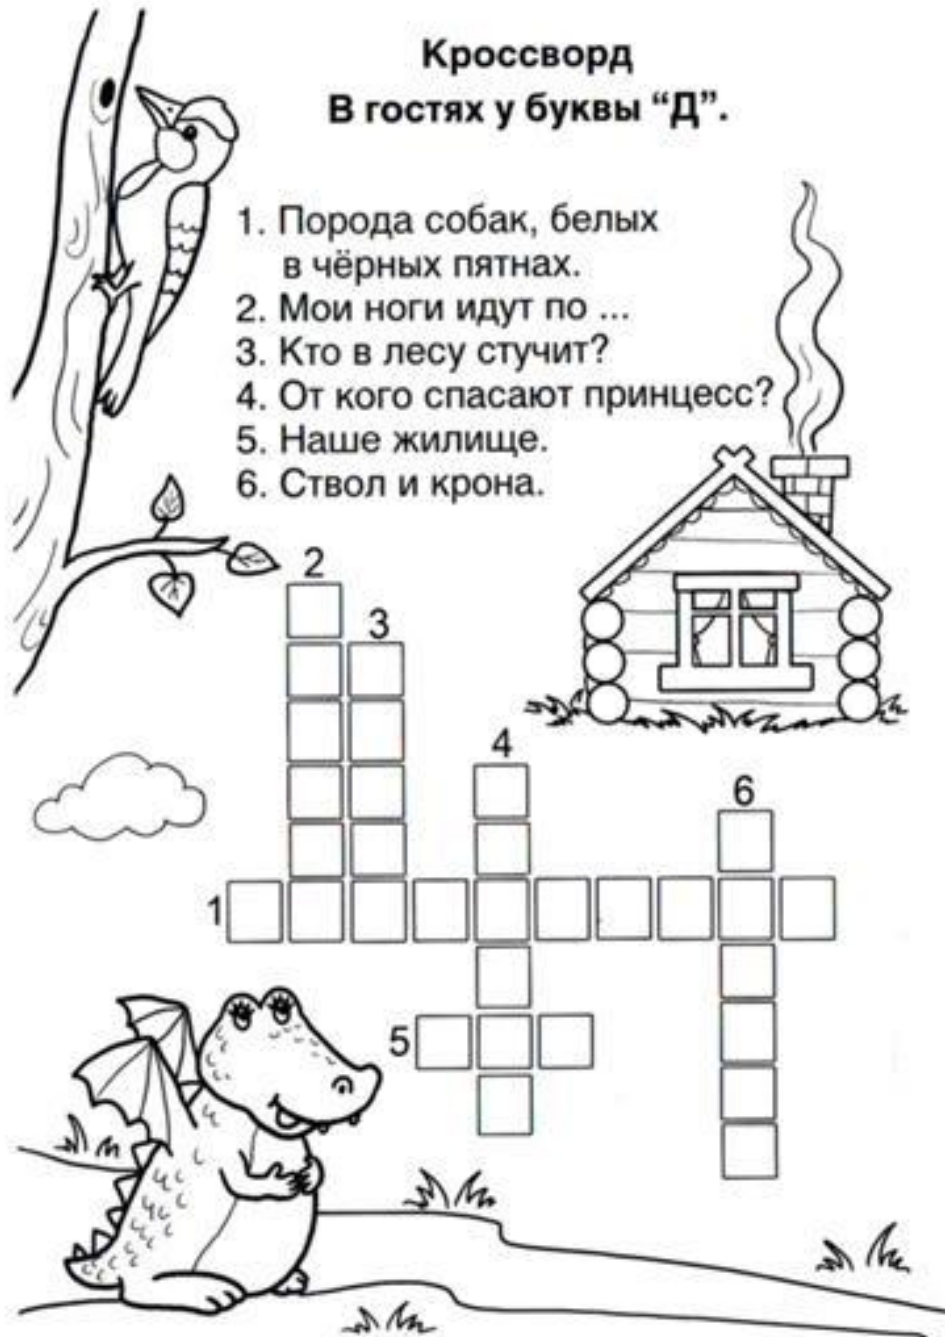 Кроссворд
В гостях у буквы “Д”.
1. Порода собак, белых
в чёрных пятнах.
2. Мои ноги идут по ...
3. Кто в лесу стучит?
4. От кого спасают принцесс?
5. Наше жилище.
6. Ствол и крона.
2
3
4
6
1
5